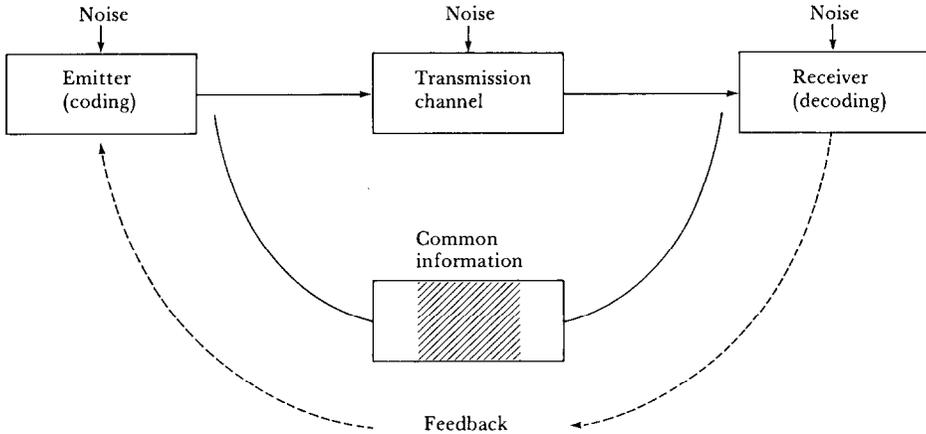 Noise
Noise
Noise
Emitter
(coding)
Transmission
channel
Receiver
(decoding)
Common
information
Feedback